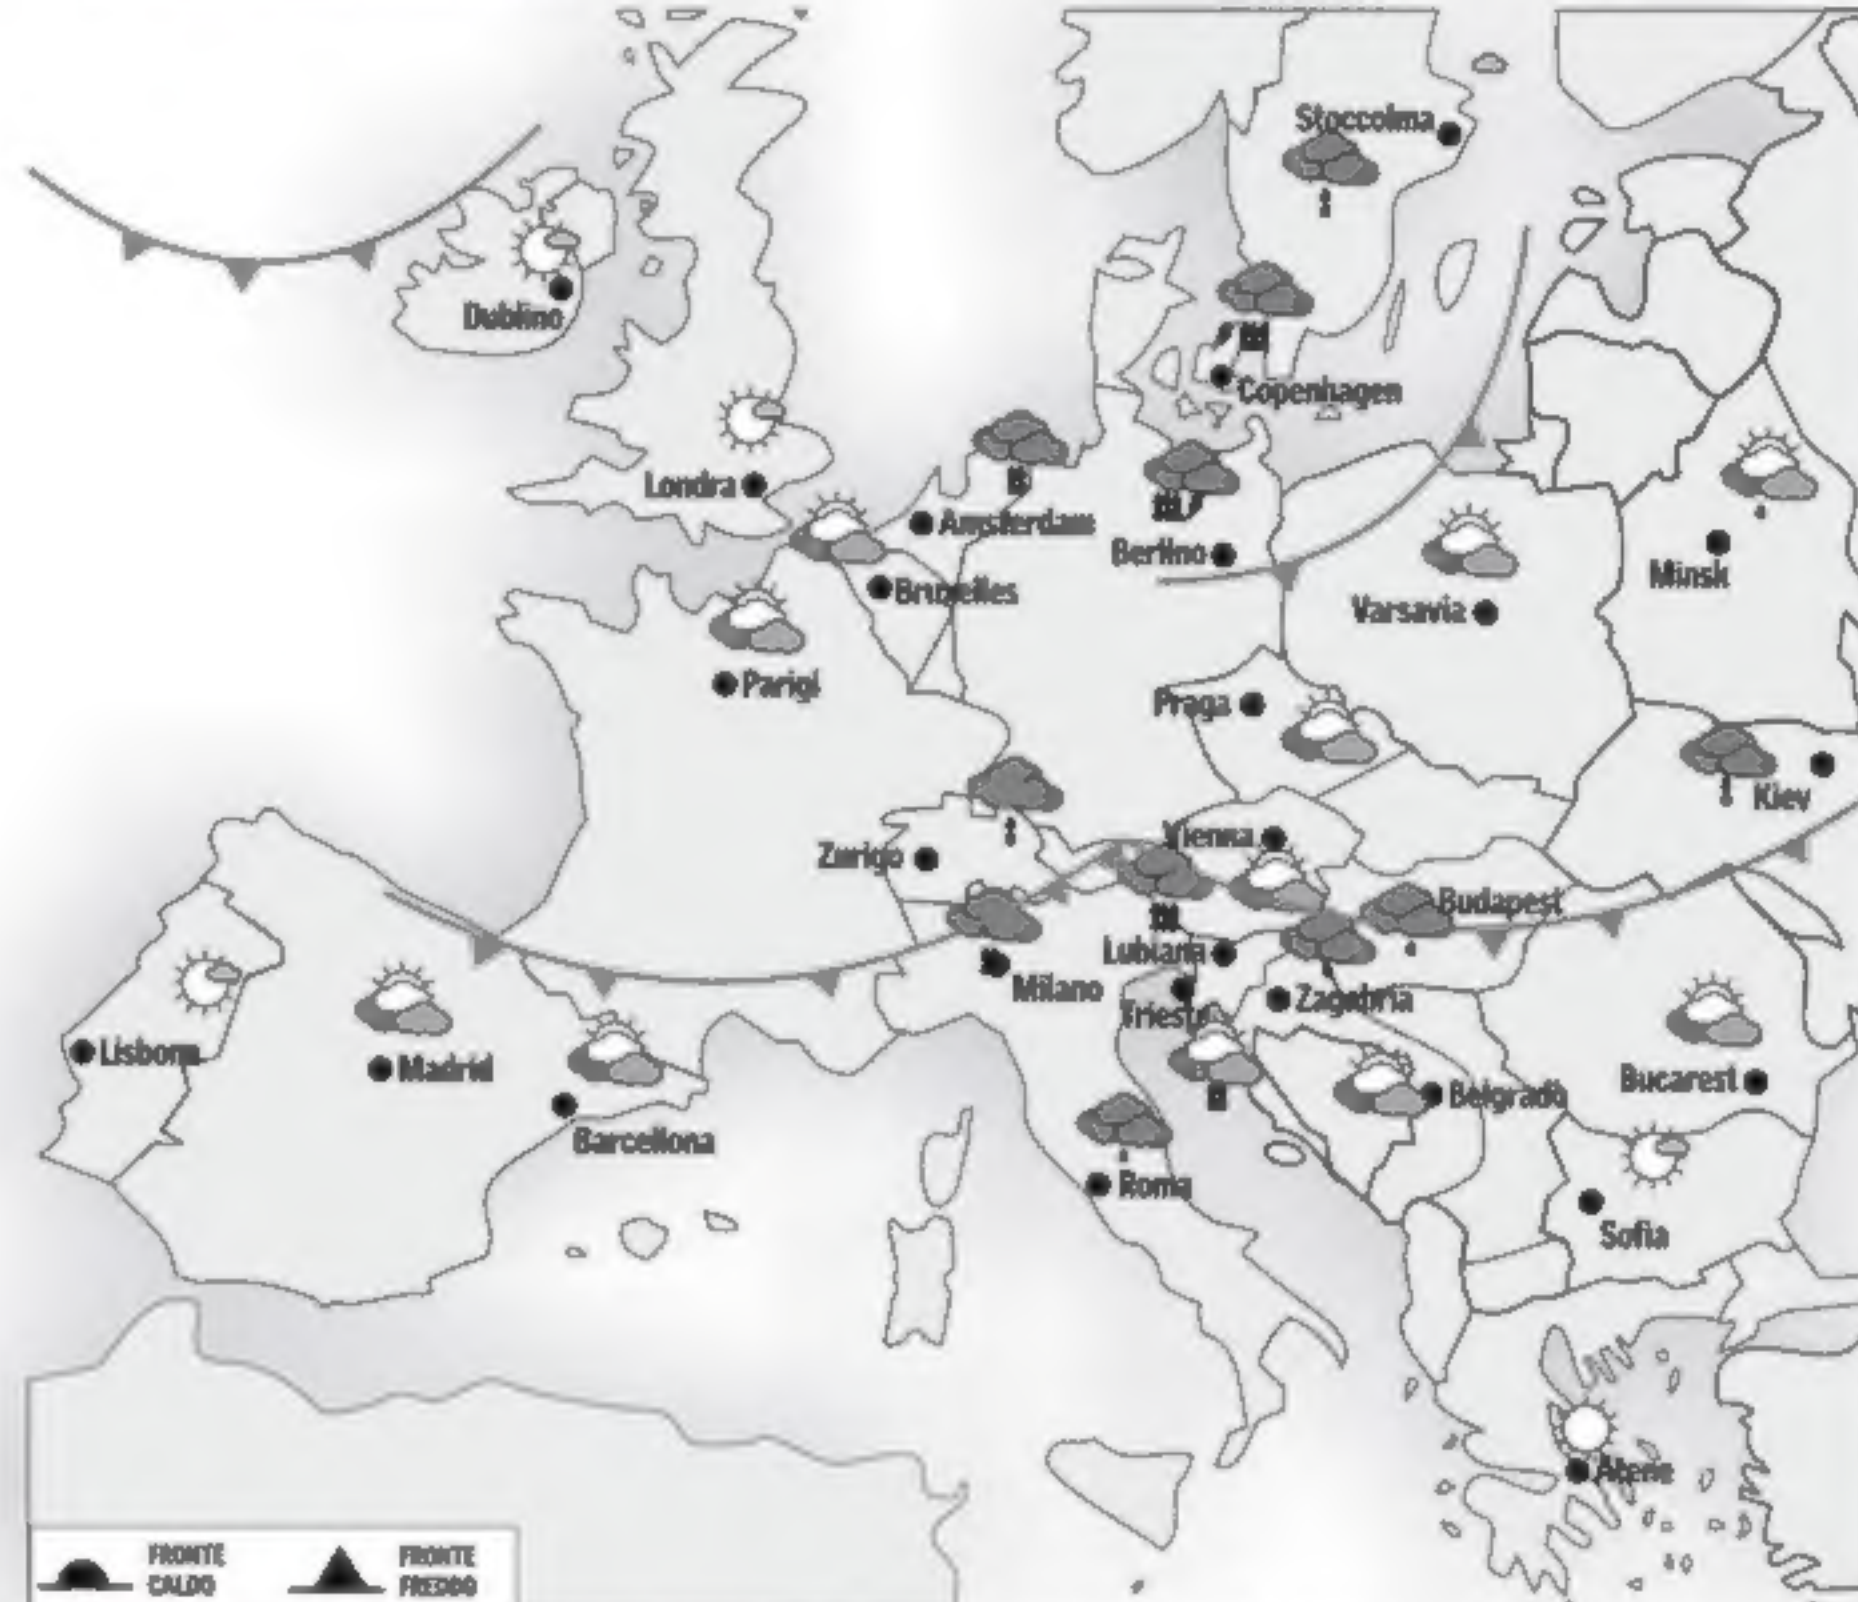 Stoccolma
Dublino
Copenhagen
Londra
Amsterdam
Berlino
Minsk
Bruxelles
Varsavia
Parigi
Praga
Kiev
Vienna
Zurigo
Budapest
Lubiana
Milano
Zagabria
Trieste
Lisbona
Madrid
Bucarest
Belgrado
Barcellona
Roma
Sofia
Atene
FRONTE
CALDO
FRONTE
FREDDO